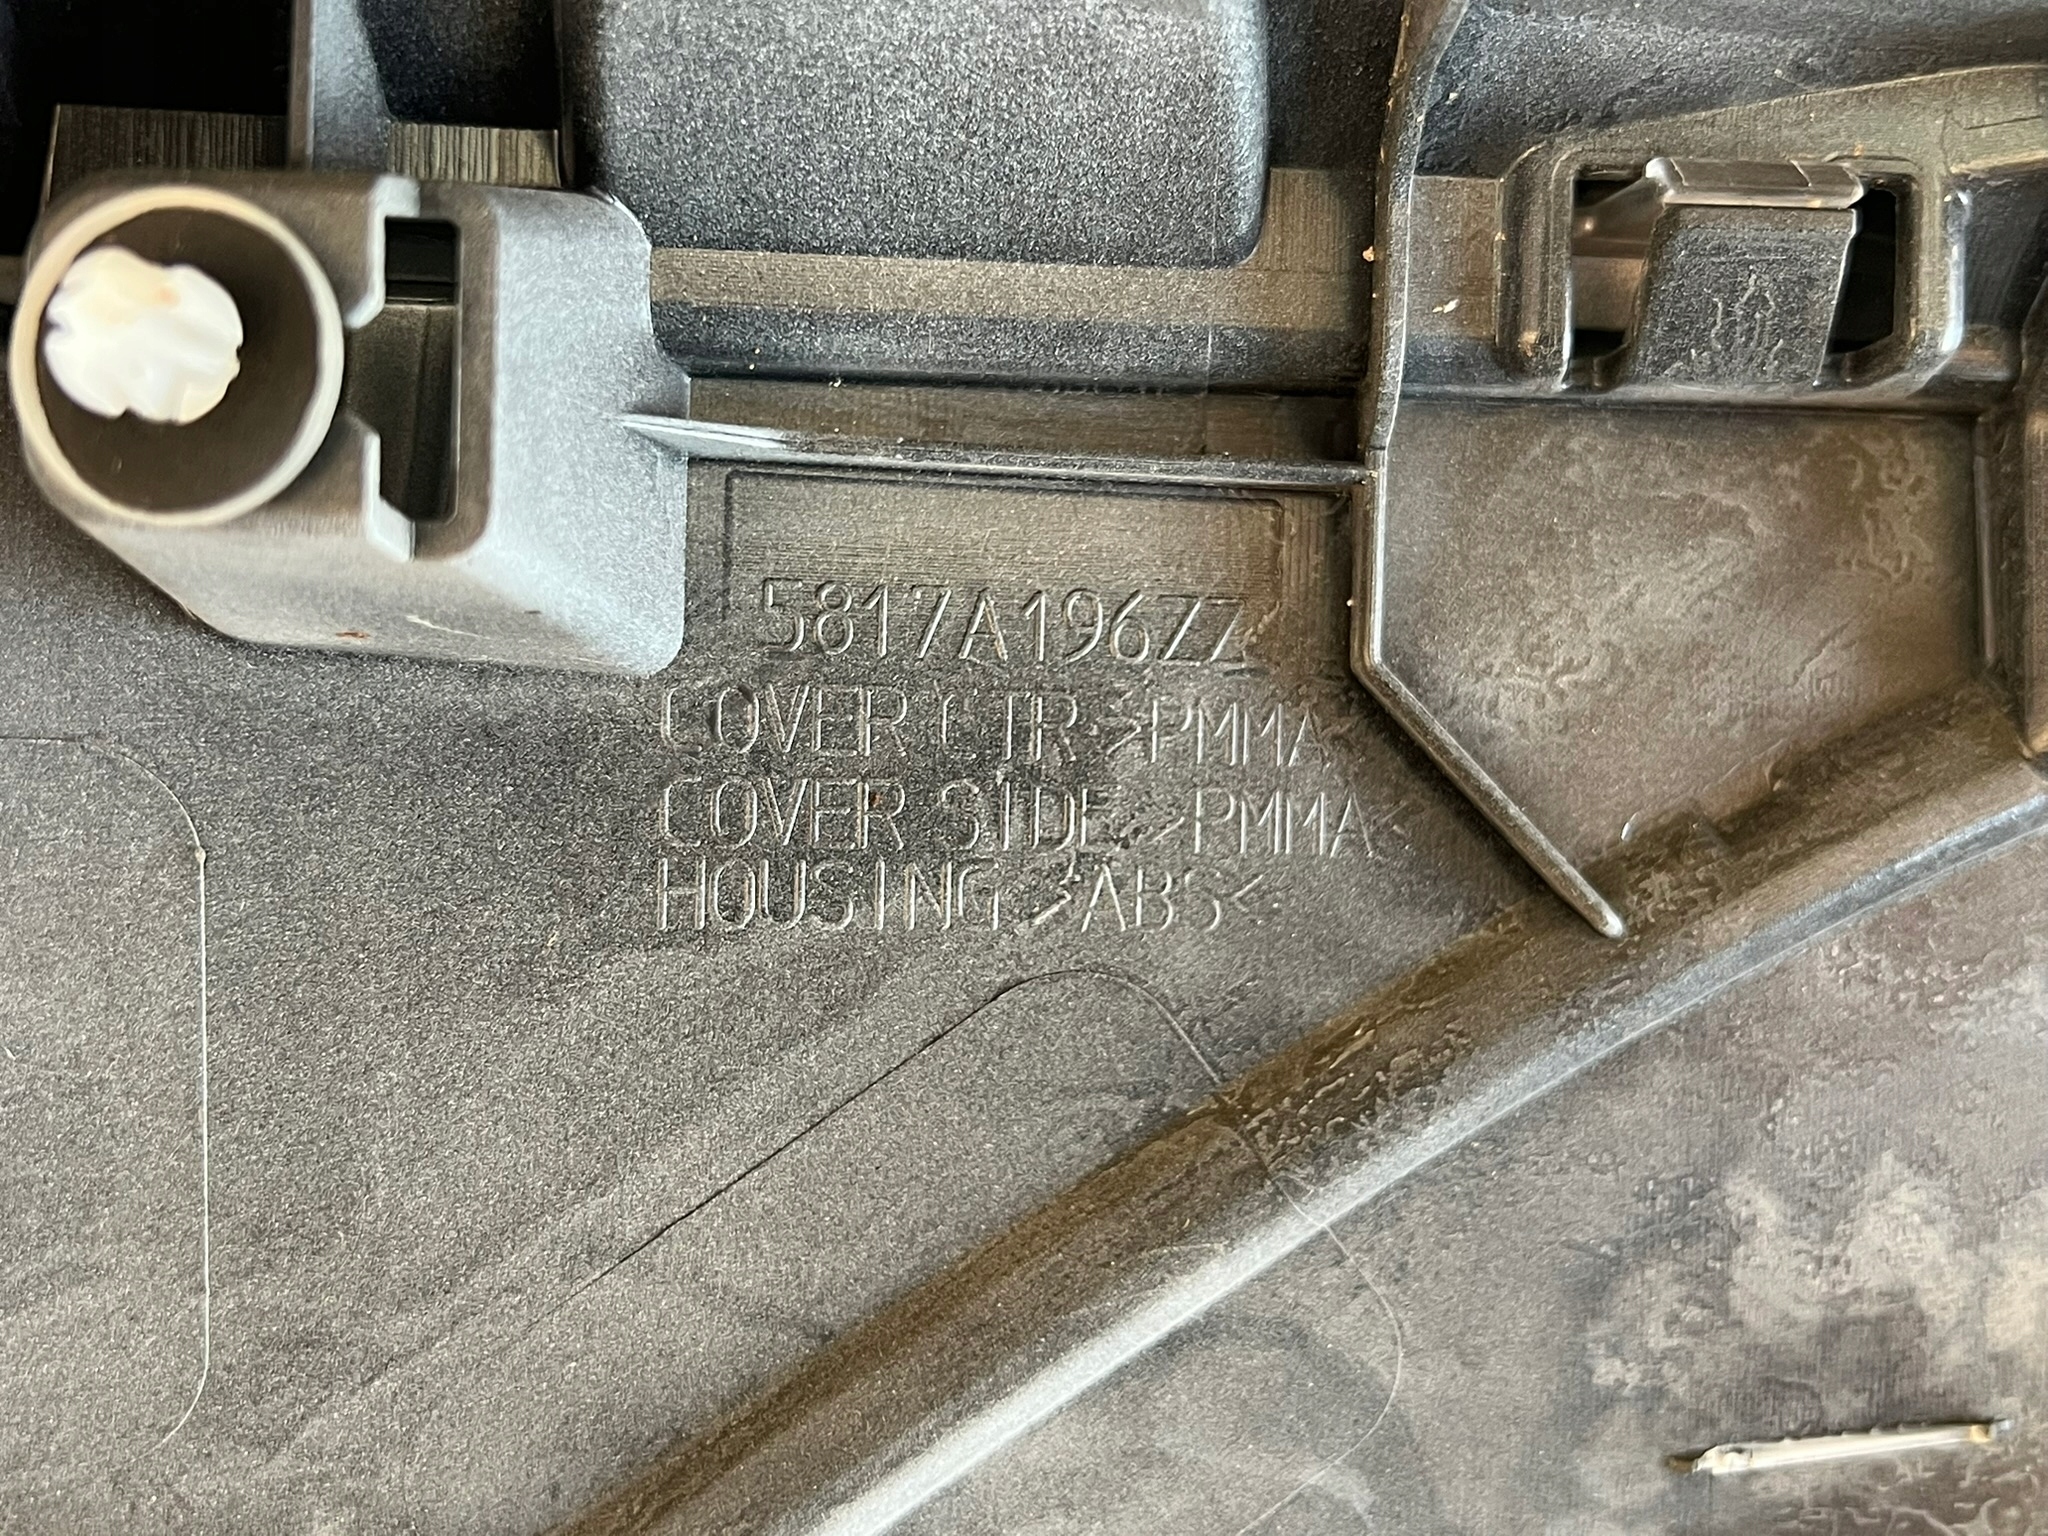 5817A196ZZ
COVER CTR >PMMA<
COVER SIDE >PMMA<
HOUSING >ABS<